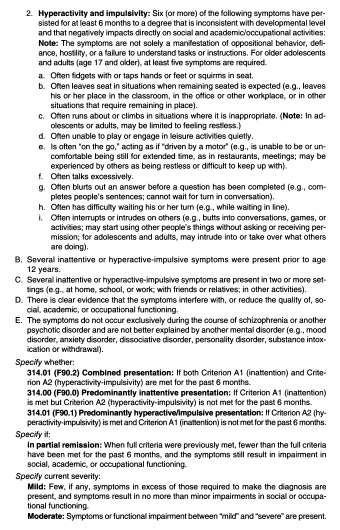 2. Hyperactivity and impulsivity: Six (or more) of the following symptoms have per-
sisted for at least 6 months to a degree that is inconsistent with developmental level
and that negatively impacts directly on social and academic/occupational activities:
Note: The symptoms are not solely a manifestation of oppositional behavior, defi-
ance, hostility, or a failure to understand tasks or instructions. For older adolescents
and adults (age 17 and older), at least five symptoms are required.
a. Often fidgets with or taps hands or feet or squirms in seat.
b. Often leaves seat in situations when remaining seated is expected (e.g., leaves
his or her place in the classroom, in the office or other workplace, or in other
situations that require remaining in place).
c. Often runs about or climbs in situations where it is inappropriate. (Note: In ad-
olescents or adults, may be limited to feeling restless.)
d. Often unable to play or engage in leisure activities quietly.
e. Is often "on the go," acting as if "driven by a motor" (e.g., is unable to be or un-
comfortable being still for extended time, as in restaurants, meetings; may be
experienced by others as being restless or difficult to keep up with).
f. Often talks excessively.
g. Often blurts out an answer before a question has been completed (e.g., com-
pletes people's sentences; cannot wait for turn in conversation).
h. Often has difficulty waiting his or her turn (e.g., while waiting in line).
i. Often interrupts or intrudes on others (e.g., butts into conversations, games, or
activities; may start using other people's things without asking or receiving per-
mission; for adolescents and adults, may intrude into or take over what others
are doing).
B. Several inattentive or hyperactive-impulsive symptoms were present prior to age
12 years.
C. Several inattentive or hyperactive-impulsive symptoms are present in two or more set-
tings (e.g., at home, school, or work; with friends or relatives; in other activities).
D. There is clear evidence that the symptoms interfere with, or reduce the quality of, so-
cial, academic, or occupational functioning.
E. The symptoms do not occur exclusively during the course of schizophrenia or another
psychotic disorder and are not better explained by another mental disorder (e.g., mood
disorder, anxiety disorder, dissociative disorder, personality disorder, substance intox-
ication or withdrawal).
Specify whether:
314.01 (F90.2) Combined presentation: If both Criterion A1 (inattention) and Crite-
rion A2 (hyperactivity-impulsivity) are met for the past 6 months.
314.00 (F90.0) Predominantly inattentive presentation: If Criterion A1 (inattention)
is met but Criterion A2 (hyperactivity-impulsivity) is not met for the past 6 months.
314.01 (F90.1) Predominantly hyperactive/impulsive presentation: If Criterion A2 (hy-
peractivity-impulsivity) is met and Criterion A1 (inattention) is not met for the past 6 months.
Specify if:
In partial remission: When full criteria were previously met, fewer than the full criteria
have been met for the past 6 months, and the symptoms still result in impairment in
social, academic, or occupational functioning.
Specify current severity:
Mild: Few, if any, symptoms in excess of those required to make the diagnosis are
present, and symptoms result in no more than minor impairments in social or occupa-
tional functioning.
Moderate: Symptoms or functional impairment between "mild" and "severe" are present.